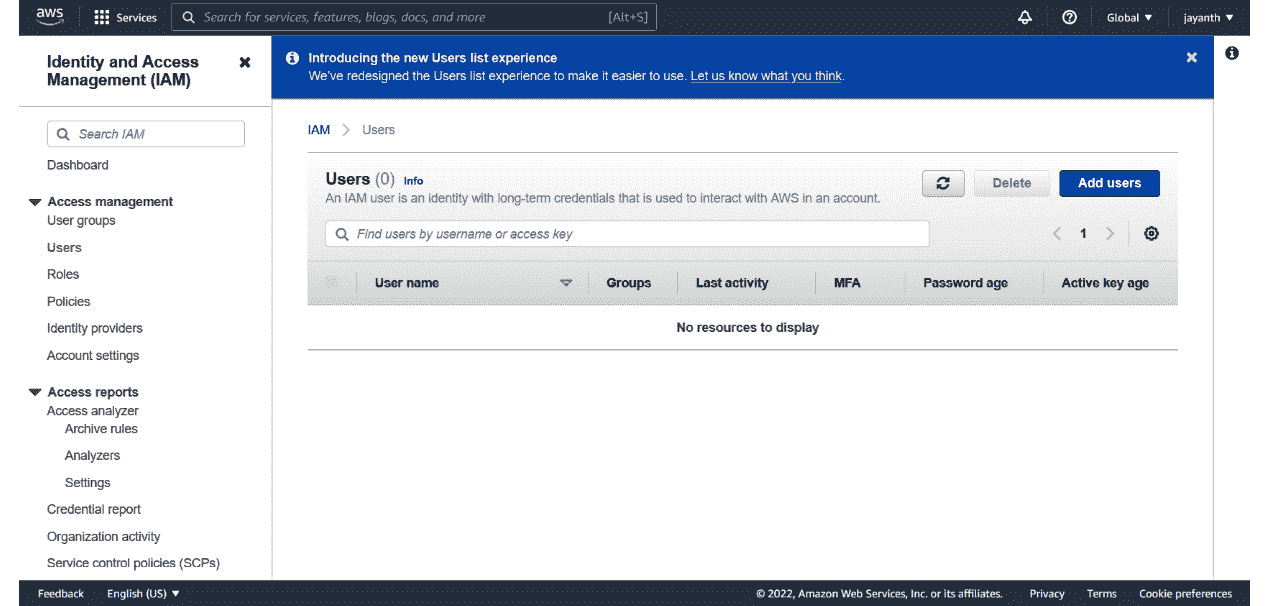 aws
Services
Search for services, features, blogs, docs, and more
[Alt+S]
Global ▼
jayanth ▼
Identity and Access
Management (IAM)
Search IAM
Dashboard
Access management
User groups
Users
Roles
Policies
Identity providers
Account settings
Access reports
Access analyzer
Archive rules
Analyzers
Settings
Credential report
Organization activity
Service control policies (SCPs)
Introducing the new Users list experience
We've redesigned the Users list experience to make it easier to use. Let us know what you think.
IAM > Users
Users (0) Info
An IAM user is an identity with long-term credentials that is used to interact with AWS in an account.
Delete
Add users
Find users by username or access key
1
User name
Groups
Last activity
MFA
Password age
Active key age
No resources to display
Feedback
English (US) ▼
© 2022, Amazon Web Services, Inc. or its affiliates.
Privacy
Terms
Cookie preferences